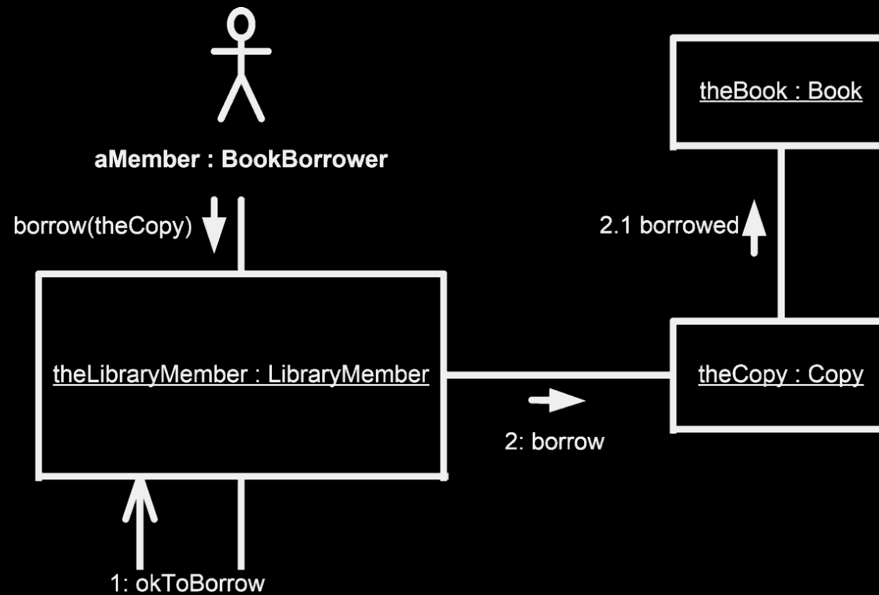 theBook : Book
aMember : BookBorrower
borrow(theCopy)
2.1 borrowed
theLibraryMember : LibraryMember
theCopy : Copy
2: borrow
1: okToBorrow